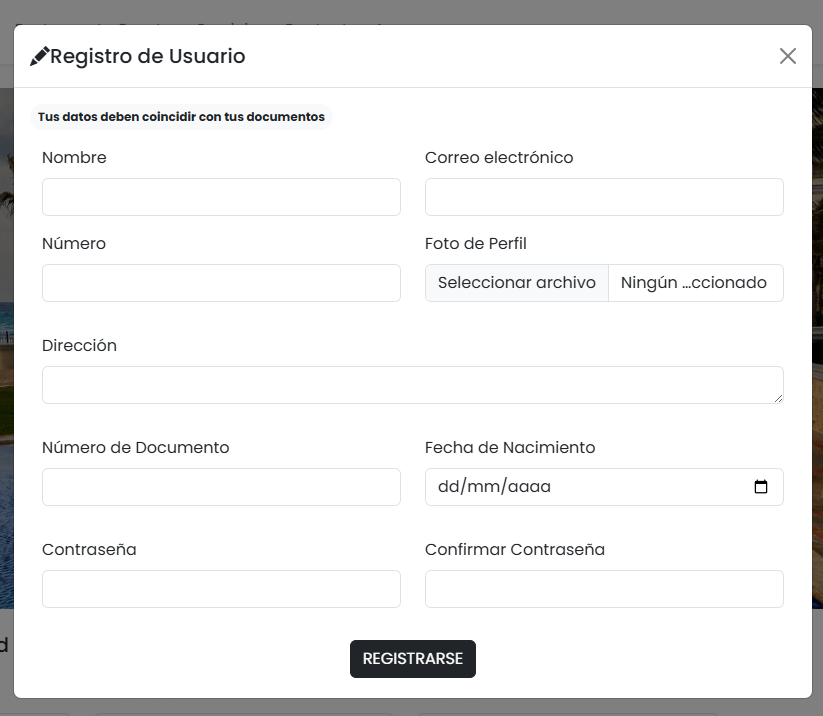 Registro de Usuario
Tus datos deben coincidir con tus documentos
Nombre
Correo electrónico
Número
Foto de Perfil
Seleccionar archivo
Ningún ...ccionado
Dirección
Número de Documento
Fecha de Nacimiento
dd/mm/aaaa
Contraseña
Confirmar Contraseña
d
REGISTRARSE